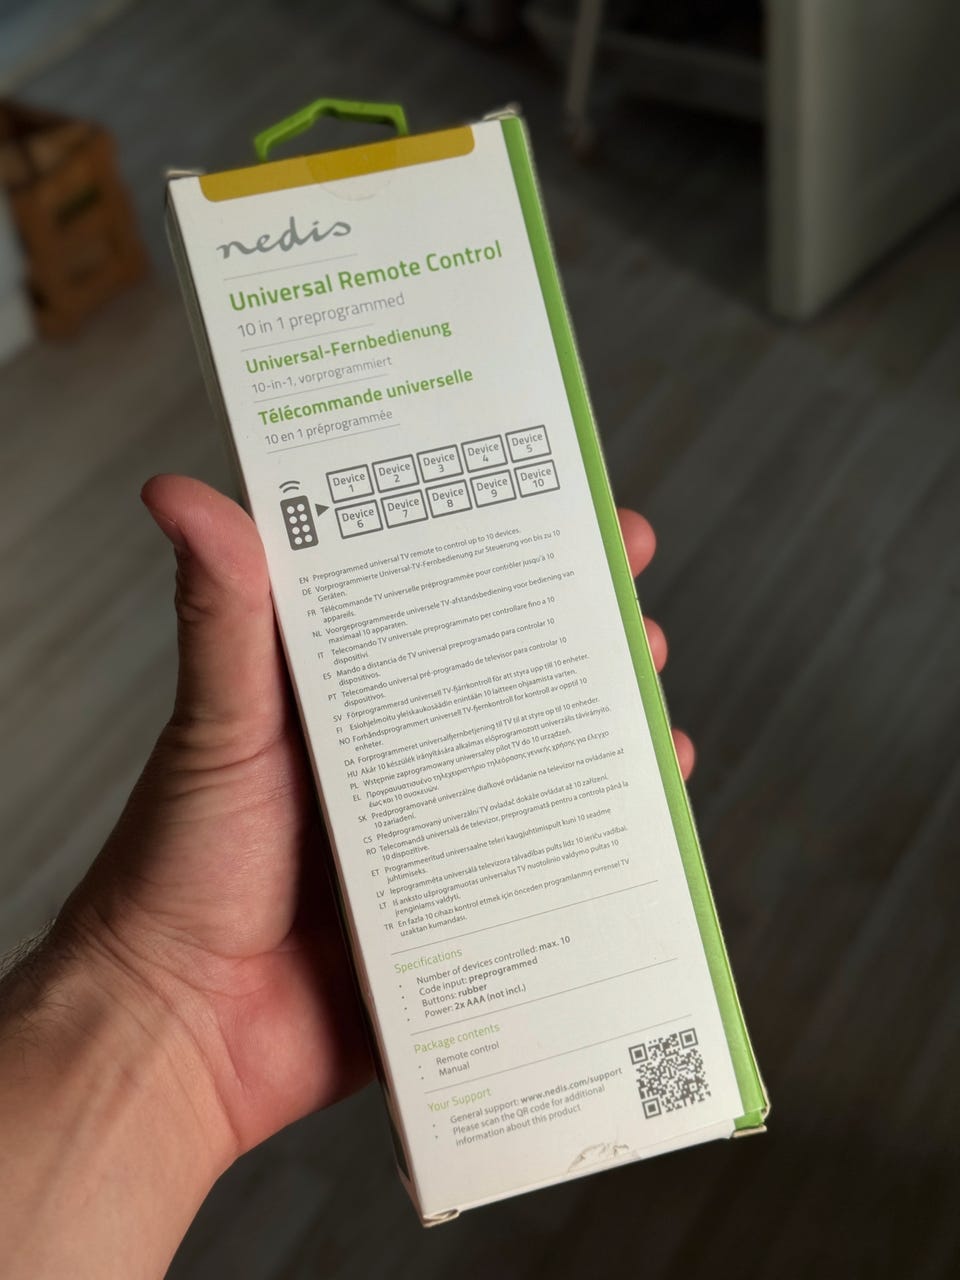 nedis
Universal Remote Control
10 in 1 preprogrammed
Universal-Fernbedienung
10-in-1, vorprogrammiert
Télécommande universelle
10 en 1 préprogrammée
Device 1
Device 2
Device 3
Device 4
Device 5
Device 6
Device 7
Device 8
Device 9
Device 10
EN Preprogrammed universal TV remote to control up to 10 devices.
DE Vorprogrammierte Universal-TV-Fernbedienung zur Steuerung von bis zu 10
Geräten.
FR Télécommande TV universelle préprogrammée pour contrôler jusqu'à 10
appareils.
NL Voorgeprogrammeerde universele TV-afstandsbediening voor bediening van
maximaal 10 apparaten.
IT Telecomando TV universale preprogrammato per controllare fino a 10
dispositivi.
ES Mando a distancia de TV universal preprogramado para controlar 10
dispositivos.
PT Telecomando universal pré-programado de televisor para controlar 10
dispositivos.
SV Förprogrammerad universell TV-fjärrkontroll för att styra upp till 10 enheter.
FI Esiohjelmoitu yleiskaukosäädin enintään 10 laitteen ohjaamista varten.
NO Forhåndsprogrammert universell TV-fjernkontroll for kontroll av opptil 10
enheter.
DA Forprogrammeret universalfjernbetjening til TV til at styre op til 10 enheder.
HU Akár 10 készülék irányítására alkalmas előprogramozott univerzális távirányító.
PL Wstępnie zaprogramowany uniwersalny pilot TV do 10 urządzeń.
EL Προγραμματισμένο τηλεχειριστήριο τηλεόρασης γενικής χρήσης για έλεγχο
έως και 10 συσκευών.
SK Predprogramované univerzálne diaľkové ovládanie na televízor na ovládanie až
10 zariadení.
CS Předprogramovaný univerzální TV ovladač dokáže ovládat až 10 zařízení.
RO Telecomandă universală de televizor, preprogramată pentru a controla până la
10 dispozitive.
ET Programmeeritud universaalne teleri kaugjuhtimispult kuni 10 seadme
juhtimiseks.
LV Ieprogrammēta universālā televizora tālvadības pults līdz 10 ierīču vadībai.
LT Iš anksto užprogramuotas universalus TV nuotolinio valdymo pultas 10
įrenginiams valdyti.
TR En fazla 10 cihazı kontrol etmek için önceden programlanmış evrensel TV
uzaktan kumandası.
Specifications
• Number of devices controlled: max. 10
• Code input: preprogrammed
• Buttons: rubber
• Power: 2x AAA (not incl.)
Package contents
• Remote control
• Manual
Your Support
• General support: www.nedis.com/support
• Please scan the QR code for additional
information about this product